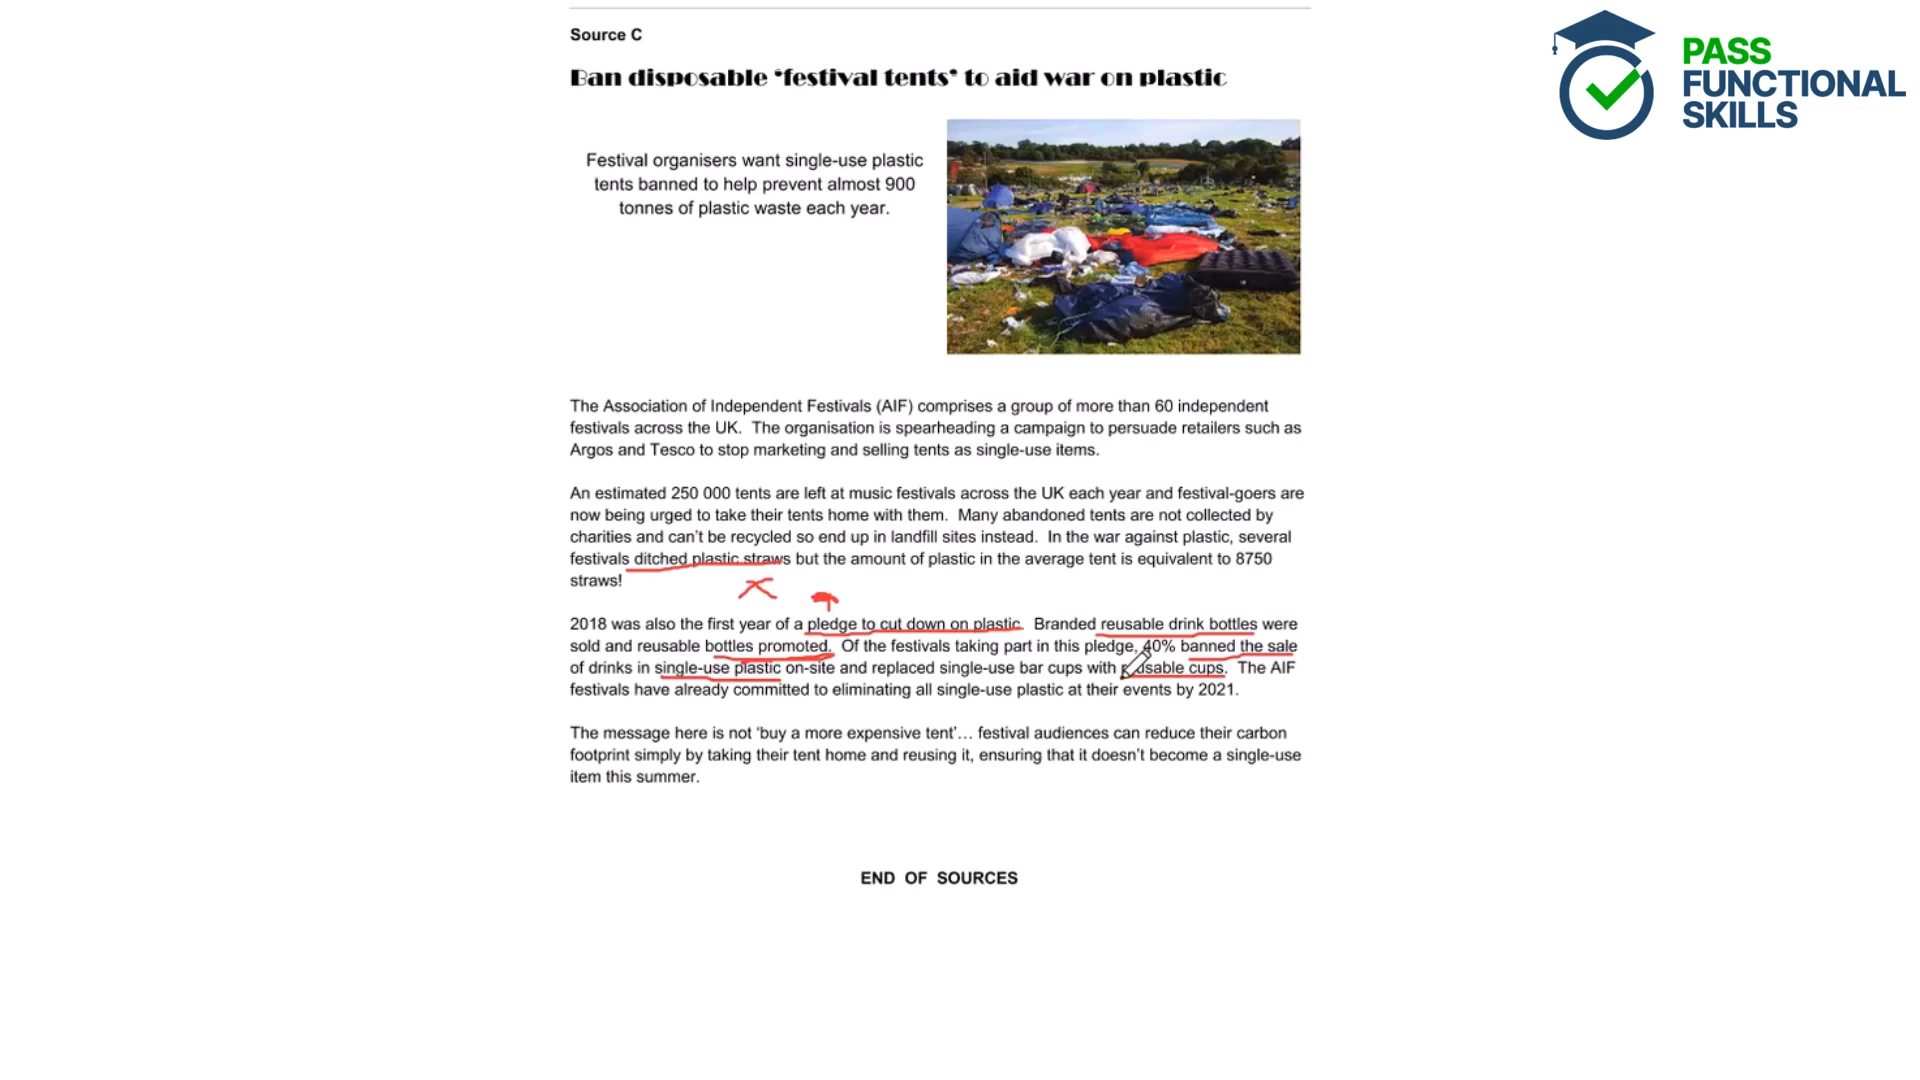 Source C
PASS
FUNCTIONAL
SKILLS
Ban disposable ‘festival tents’ to aid war on plastic
Festival organisers want single-use plastic
tents banned to help prevent almost 900
tonnes of plastic waste each year.
The Association of Independent Festivals (AIF) comprises a group of more than 60 independent
festivals across the UK. The organisation is spearheading a campaign to persuade retailers such as
Argos and Tesco to stop marketing and selling tents as single-use items.
An estimated 250 000 tents are left at music festivals across the UK each year and festival-goers are
now being urged to take their tents home with them. Many abandoned tents are not collected by
charities and can’t be recycled so end up in landfill sites instead. In the war against plastic, several
festivals ditched plastic straws but the amount of plastic in the average tent is equivalent to 8750
straws!
2018 was also the first year of a pledge to cut down on plastic. Branded reusable drink bottles were
sold and reusable bottles promoted. Of the festivals taking part in this pledge, 40% banned the sale
of drinks in single-use plastic on-site and replaced single-use bar cups with reusable cups. The AIF
festivals have already committed to eliminating all single-use plastic at their events by 2021.
The message here is not ‘buy a more expensive tent’… festival audiences can reduce their carbon
footprint simply by taking their tent home and reusing it, ensuring that it doesn’t become a single-use
item this summer.
END OF SOURCES